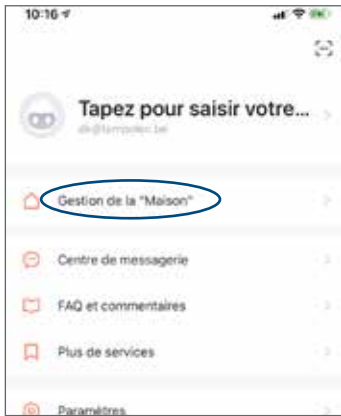 10:16
Tapez pour saisir votre...
Gestion de la "Maison"
Centre de messagerie
FAQ et commentaires
Plus de services
Paramètres